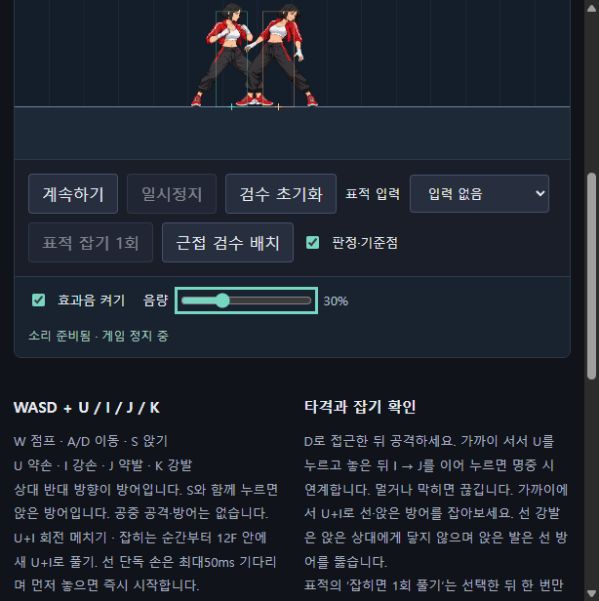 계속하기 일시정지 검수 초기화 표적 입력 입력 없음
표적 잡기 1회 근접 검수 배치 판정·기준점
효과음 켜기 음량 30%
소리 준비됨 · 게임 정지 중
WASD + U / I / J / K
W 점프 · A/D 이동 · S 앉기
U 약손 · I 강손 · J 약발 · K 강발
상대 반대 방향이 방어입니다. S와 함께 누르면
앉은 방어입니다. 공중 공격·방어는 없습니다.
U+I 회전 메치기 · 잡히는 순간부터 12F 안에
새 U+I로 풀기. 선 단독 손은 최대50ms 기다리
며 먼저 놓으면 즉시 시작합니다.
타격과 잡기 확인
D로 접근한 뒤 공격하세요. 가까이 서서 U를
누르고 놓은 뒤 I → J를 이어 누르면 명중 시
연계합니다. 멀거나 막히면 끊깁니다. 가까이에
서 U+I로 선·앉은 방어를 잡아보세요. 선 강발
은 앉은 상대에게 닿지 않으며 앉은 발은 선 방
어를 뚫습니다.
표적의 '잡히면 1회 풀기'는 선택한 뒤 한 번만